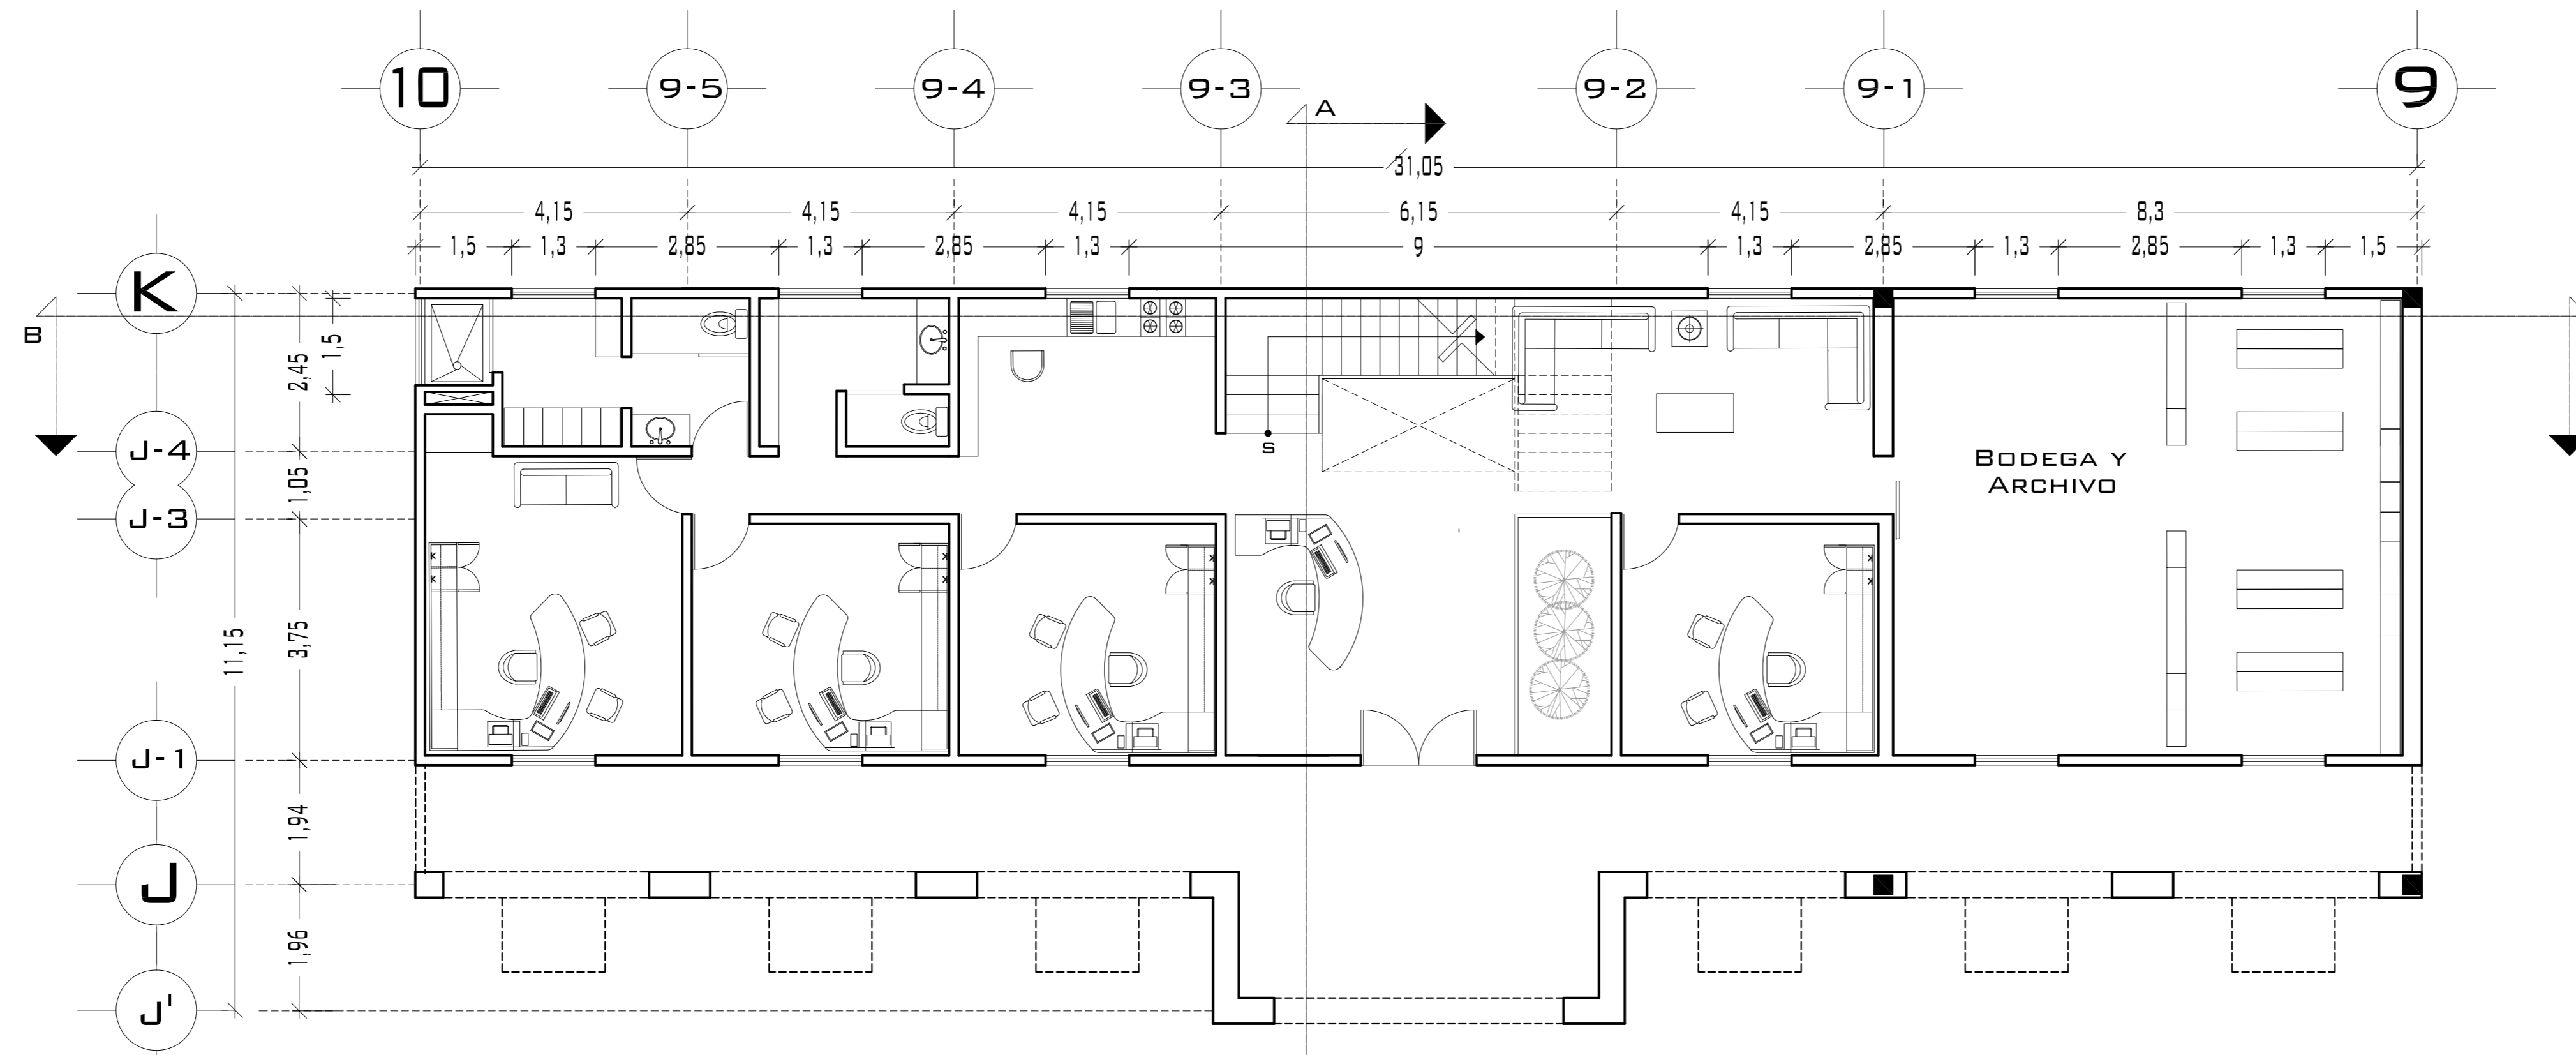 10 9-5 9-4 9-3 9-2 9-1 9
A
31,05
4,15 4,15 4,15 6,15 4,15 8,3
1,5 1,3 2,85 1,3 2,85 1,3 9 1,3 2,85 1,3 2,85 1,3 1,5
K
B
2,45
1,5
J-4
S
BODEGA Y
ARCHIVO
1,05
J-3
3,75
11,15
J-1
1,94
J
1,96
J'